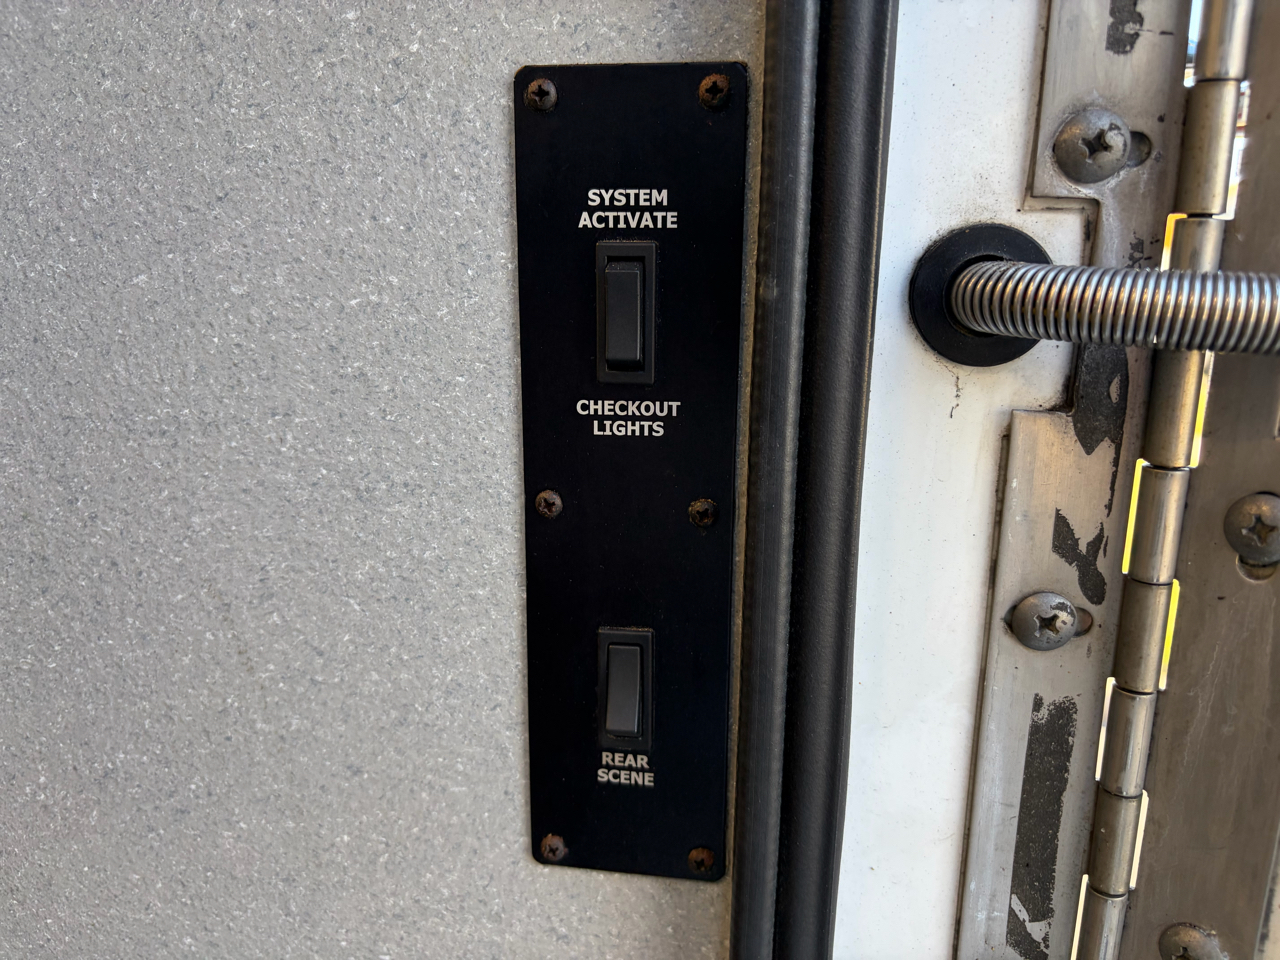 SYSTEM
ACTIVATE
CHECKOUT
LIGHTS
REAR
SCENE